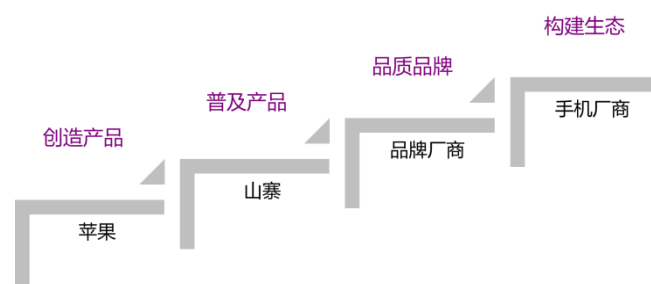 构建生态
品质品牌
手机厂商
普及产品
品牌厂商
创造产品
山寨
苹果